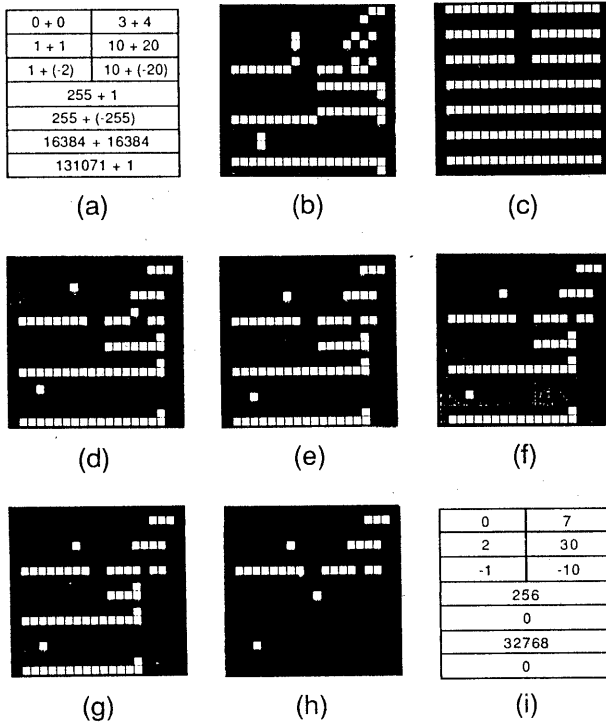 0 + 0 3 + 4
1 + 1 10 + 20
1 + (-2) 10 + (-20)
255 + 1
255 + (-255)
16384 + 16384
131071 + 1
(a) (b) (c)
(d) (e) (f)
0 7
2 30
-1 -10
256
0
32768
0
(g) (h) (i)